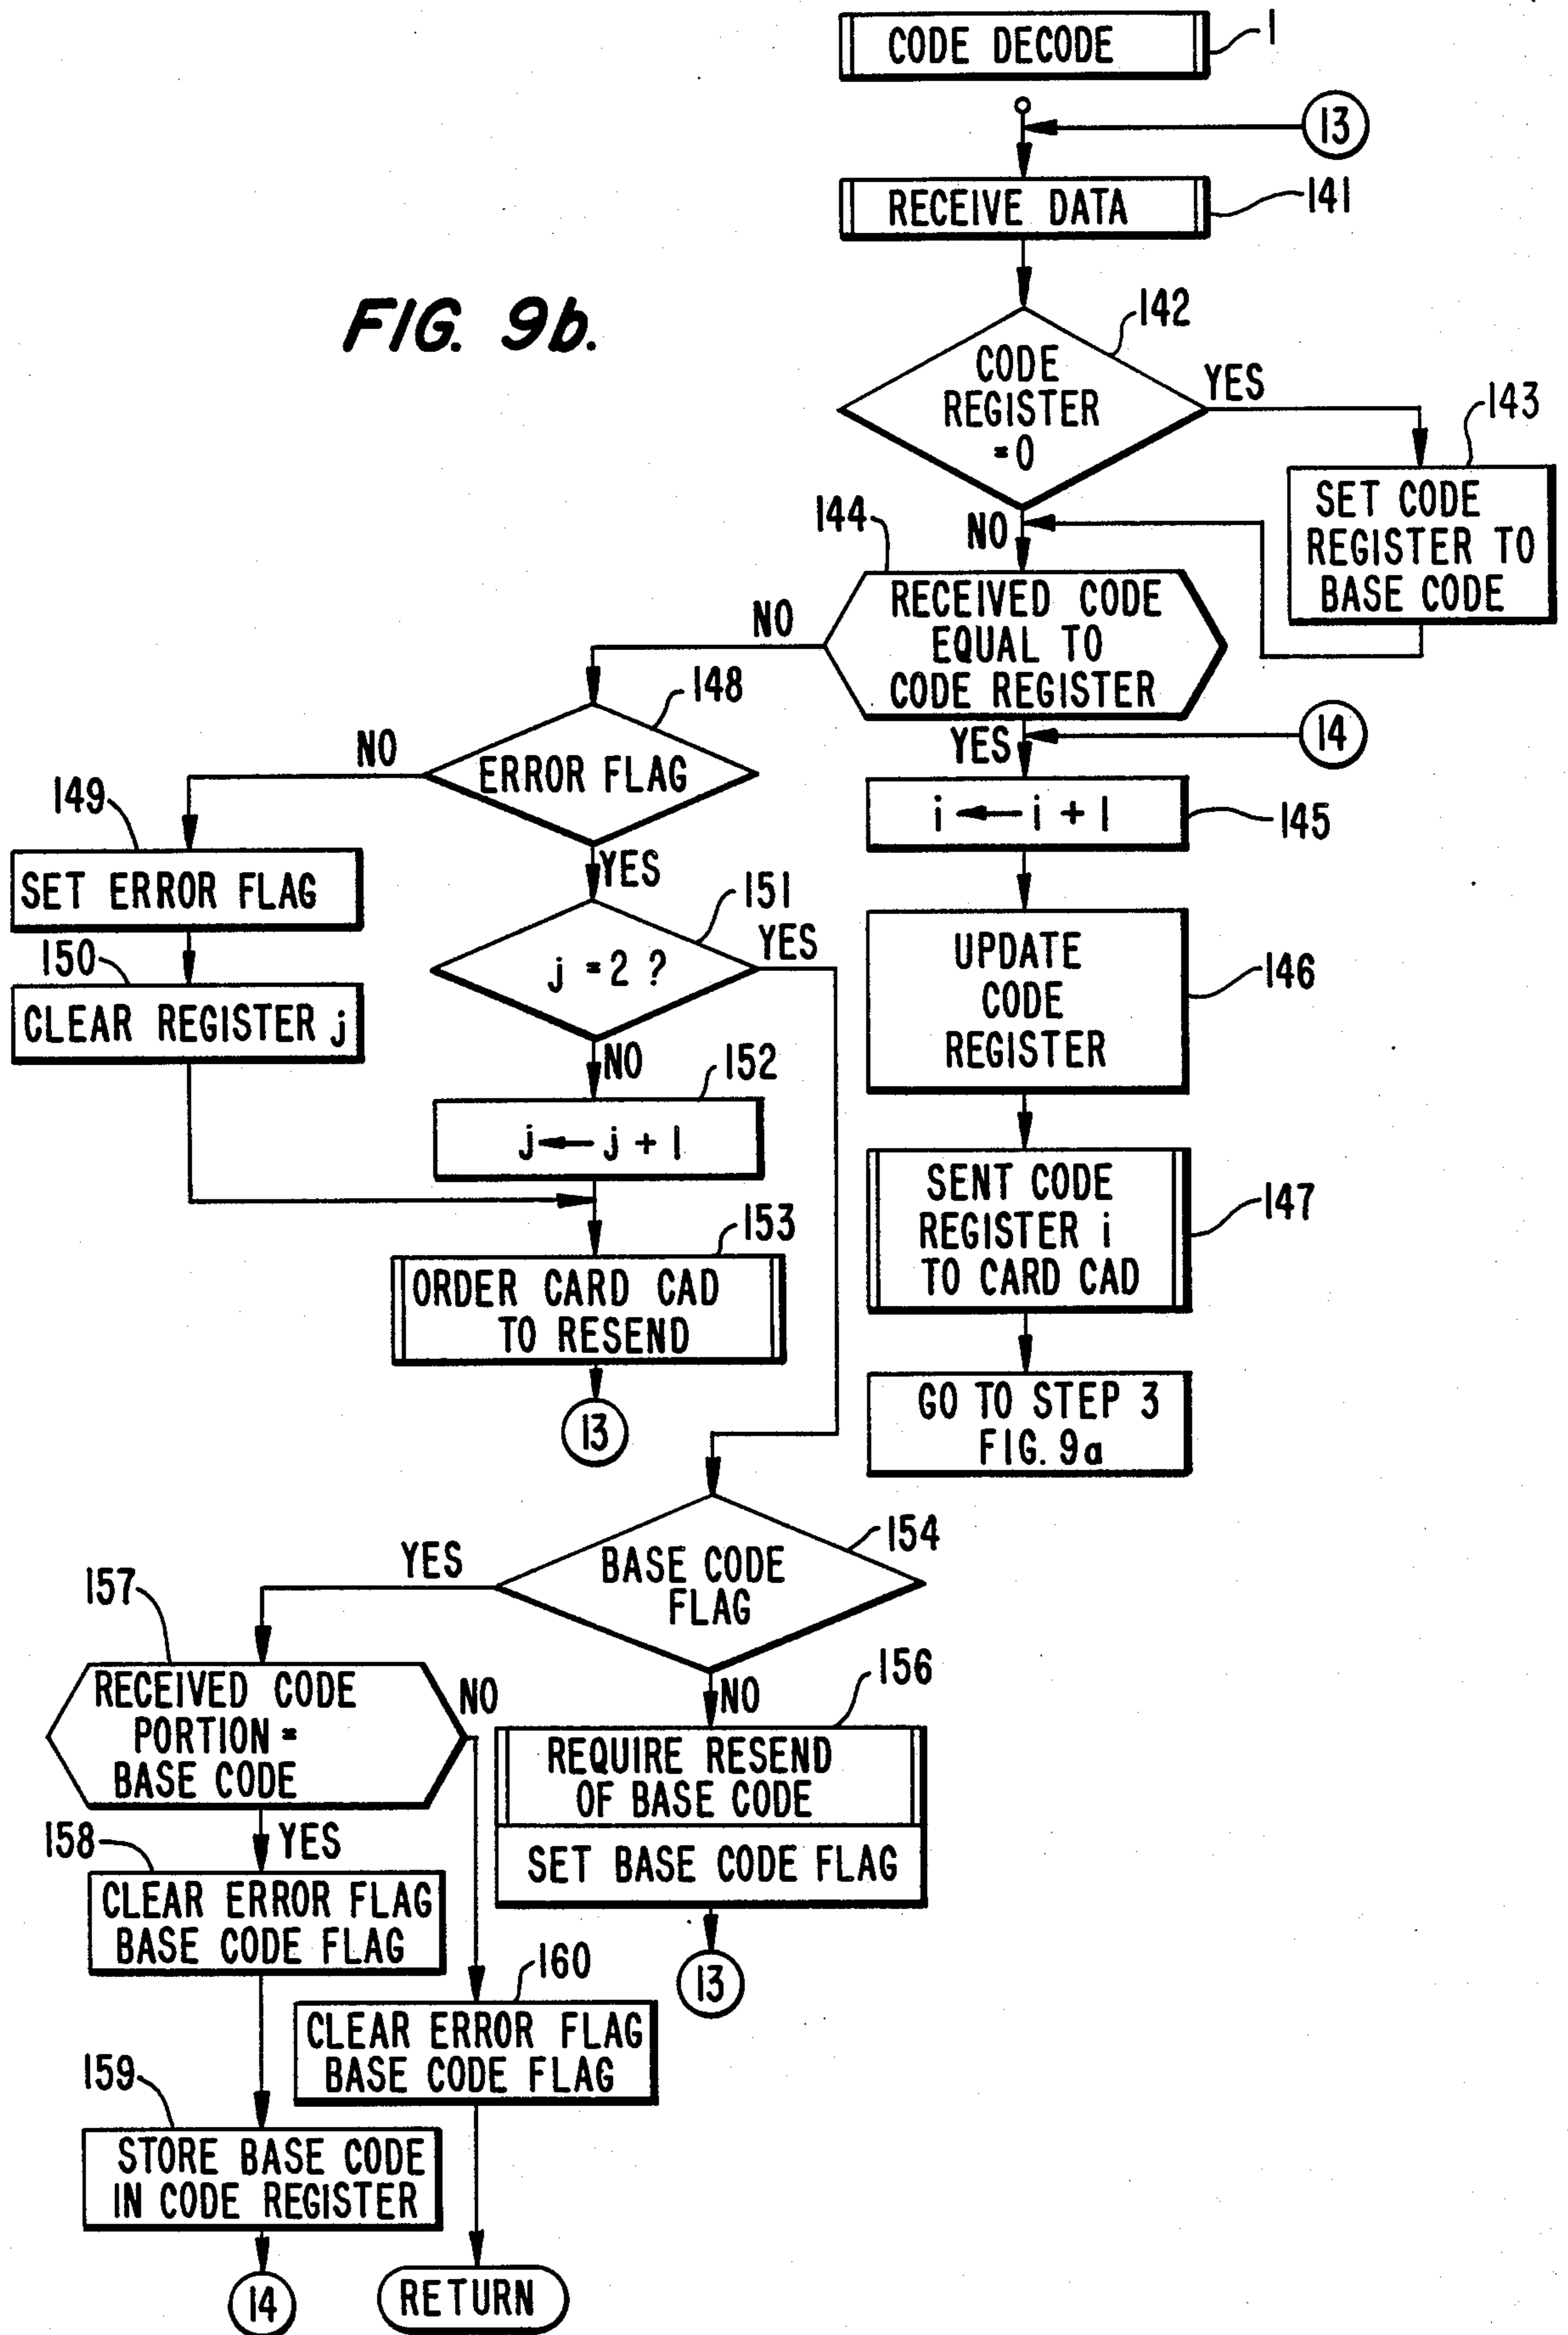 CODE DECODE
1
13
RECEIVE DATA
141
FIG. 9b.
142
CODE
REGISTER
=0
YES
143
SET CODE
REGISTER TO
BASE CODE
NO
144
RECEIVED CODE
EQUAL TO
CODE REGISTER
NO
148
ERROR FLAG
NO
YES
14
i ← i + 1
145
149
SET ERROR FLAG
YES
150
CLEAR REGISTER j
151
j = 2 ?
YES
UPDATE
CODE
REGISTER
146
NO
152
j ← j + 1
SENT CODE
REGISTER i
TO CARD CAD
147
153
ORDER CARD CAD
TO RESEND
13
GO TO STEP 3
FIG. 9a
154
BASE CODE
FLAG
YES
157
RECEIVED CODE
PORTION =
BASE CODE
NO
NO
156
REQUIRE RESEND
OF BASE CODE
SET BASE CODE FLAG
13
YES
158
CLEAR ERROR FLAG
BASE CODE FLAG
160
CLEAR ERROR FLAG
BASE CODE FLAG
159
STORE BASE CODE
IN CODE REGISTER
14
RETURN